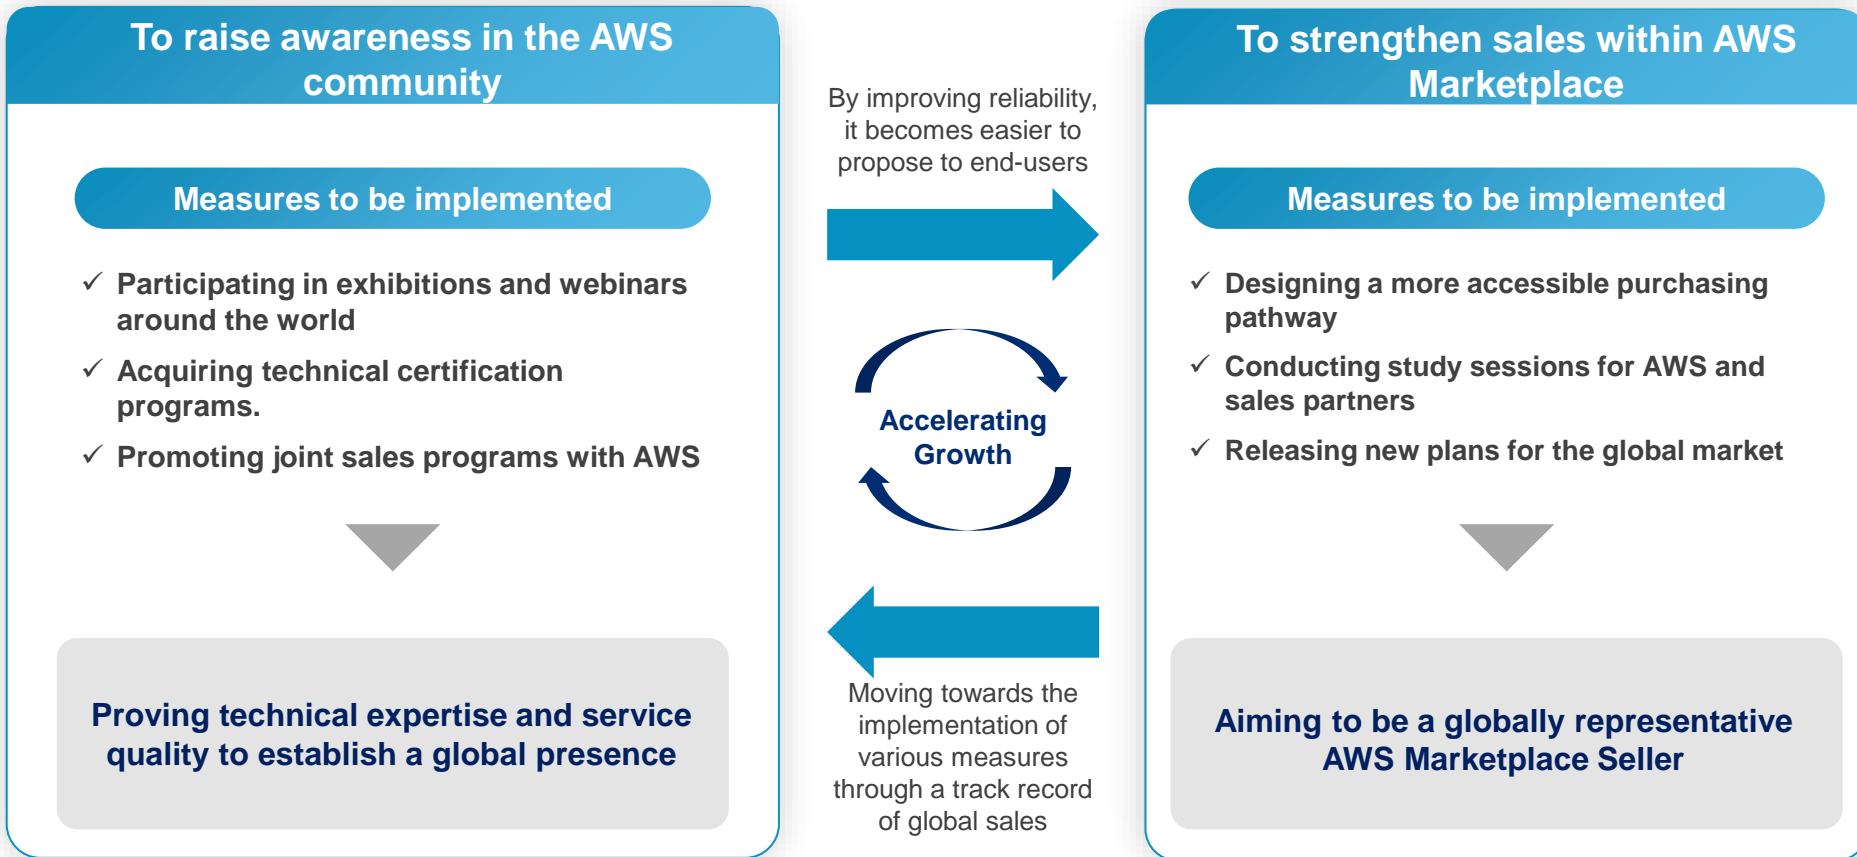 To raise awareness in the AWS
community
Measures to be implemented
✓ Participating in exhibitions and webinars
around the world
✓ Acquiring technical certification
programs.
✓ Promoting joint sales programs with AWS
Proving technical expertise and service
quality to establish a global presence
By improving reliability,
it becomes easier to
propose to end-users
Accelerating
Growth
Moving towards the
implementation of
various measures
through a track record
of global sales
To strengthen sales within AWS
Marketplace
Measures to be implemented
✓ Designing a more accessible purchasing
pathway
✓ Conducting study sessions for AWS and
sales partners
✓ Releasing new plans for the global market
Aiming to be a globally representative
AWS Marketplace Seller